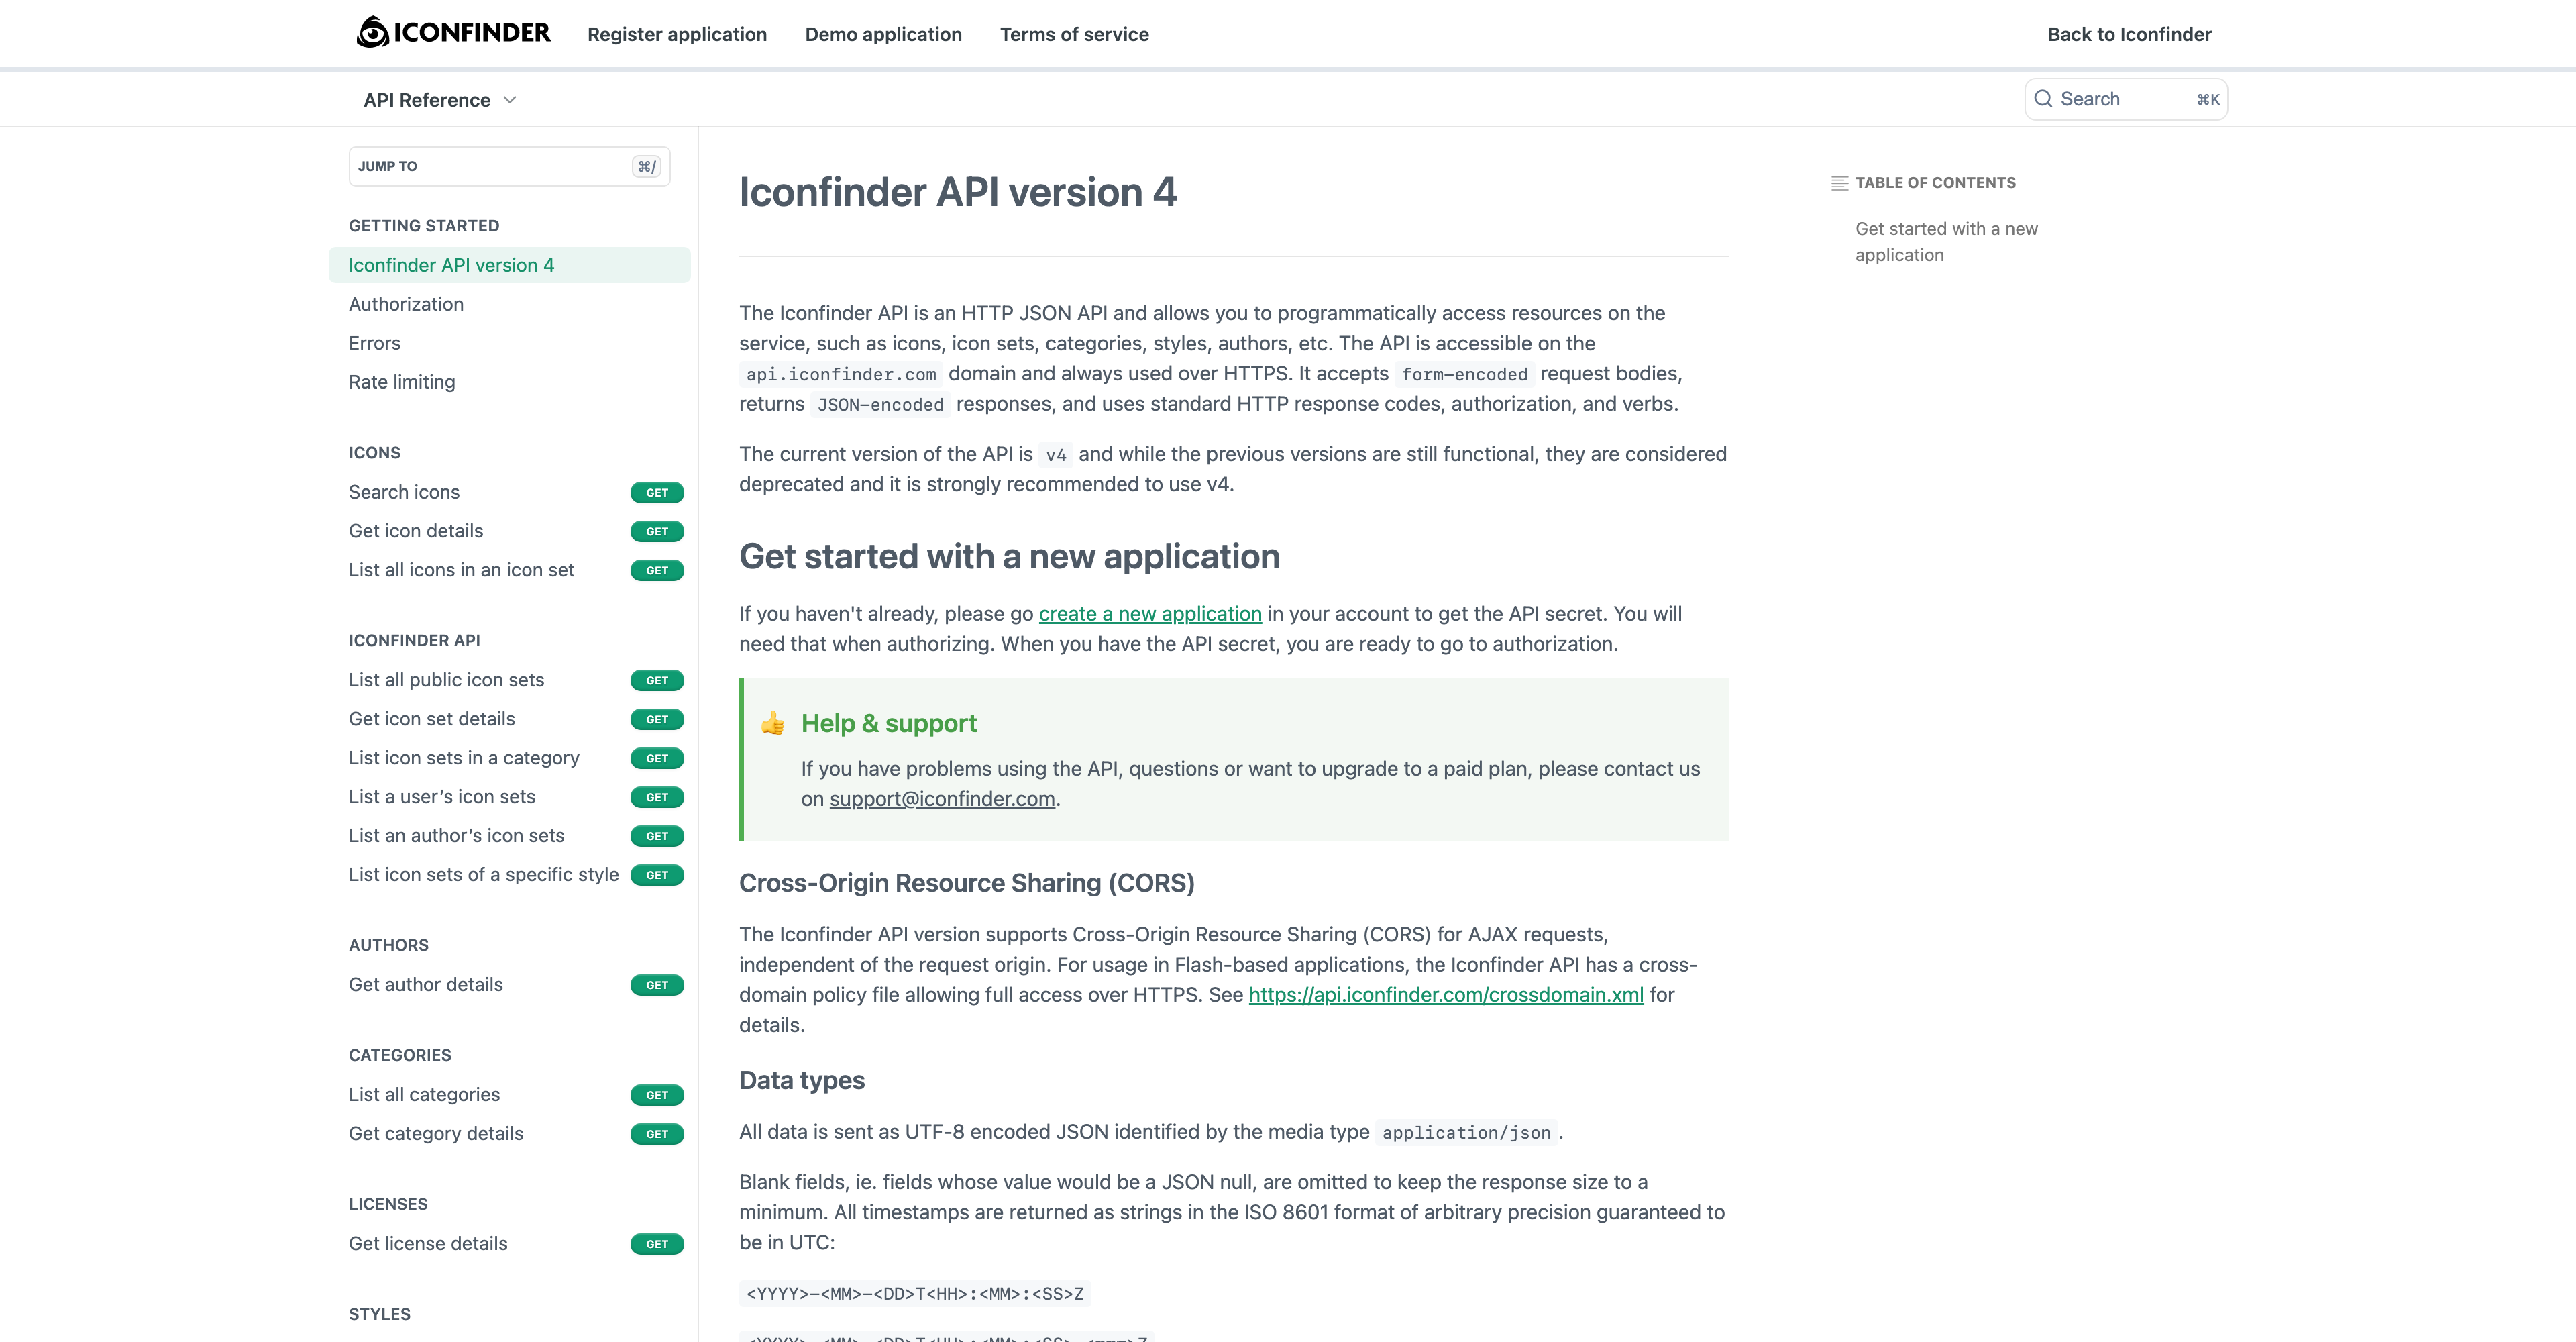 ICONFINDER
Register application
Demo application
Terms of service
Back to Iconfinder
API Reference
Search
⌘K
JUMP TO
⌘/
GETTING STARTED
Iconfinder API version 4
Authorization
Errors
Rate limiting
ICONS
Search icons GET
Get icon details GET
List all icons in an icon set GET
ICONFINDER API
List all public icon sets GET
Get icon set details GET
List icon sets in a category GET
List a user’s icon sets GET
List an author’s icon sets GET
List icon sets of a specific style GET
AUTHORS
Get author details GET
CATEGORIES
List all categories GET
Get category details GET
LICENSES
Get license details GET
STYLES
Iconfinder API version 4
The Iconfinder API is an HTTP JSON API and allows you to programmatically access resources on the
service, such as icons, icon sets, categories, styles, authors, etc. The API is accessible on the
api.iconfinder.com domain and always used over HTTPS. It accepts form-encoded request bodies,
returns JSON-encoded responses, and uses standard HTTP response codes, authorization, and verbs.
The current version of the API is v4 and while the previous versions are still functional, they are considered
deprecated and it is strongly recommended to use v4.
Get started with a new application
If you haven't already, please go create a new application in your account to get the API secret. You will
need that when authorizing. When you have the API secret, you are ready to go to authorization.
👍 Help & support
If you have problems using the API, questions or want to upgrade to a paid plan, please contact us
on support@iconfinder.com.
Cross-Origin Resource Sharing (CORS)
The Iconfinder API version supports Cross-Origin Resource Sharing (CORS) for AJAX requests,
independent of the request origin. For usage in Flash-based applications, the Iconfinder API has a cross-
domain policy file allowing full access over HTTPS. See https://api.iconfinder.com/crossdomain.xml for
details.
Data types
All data is sent as UTF-8 encoded JSON identified by the media type application/json.
Blank fields, ie. fields whose value would be a JSON null, are omitted to keep the response size to a
minimum. All timestamps are returned as strings in the ISO 8601 format of arbitrary precision guaranteed to
be in UTC:
<YYYY>-<MM>-<DD>T<HH>:<MM>:<SS>Z
TABLE OF CONTENTS
Get started with a new
application